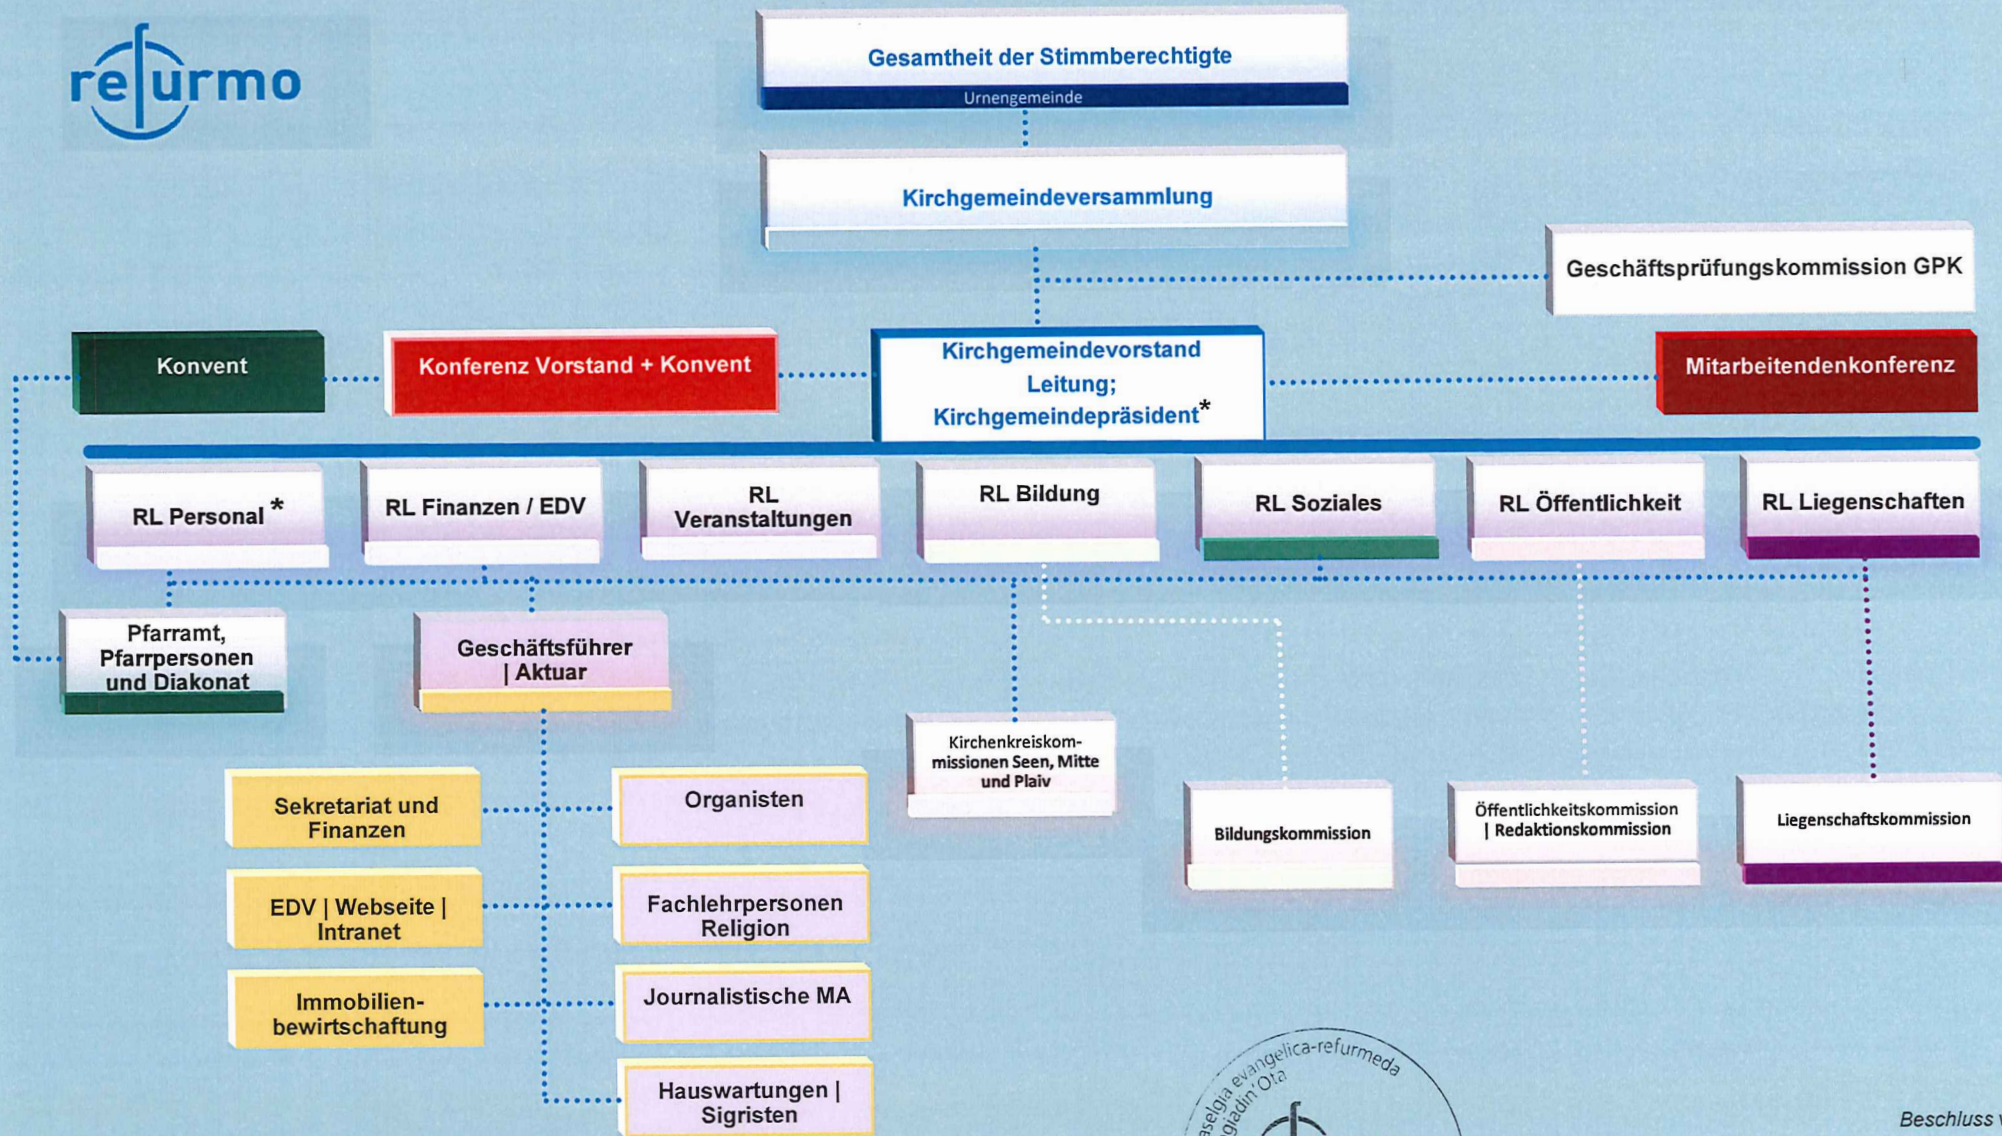 refurmo
Gesamtheit der Stimmberechtigte
Urnengemeinde
Kirchgemeindeversammlung
Geschäftsprüfungskommission GPK
Konvent
Konferenz Vorstand + Konvent
Kirchgemeindevorstand
Leitung;
Kirchgemeindepräsident*
Mitarbeitendenkonferenz
RL Personal *
RL Finanzen / EDV
RL
Veranstaltungen
RL Bildung
RL Soziales
RL Öffentlichkeit
RL Liegenschaften
Pfarramt,
Pfarrpersonen
und Diakonat
Geschäftsführer
| Aktuar
Kirchenkreiskom-
missionen Seen, Mitte
und Plaiv
Bildungskommission
Öffentlichkeitskommission
| Redaktionskommission
Liegenschaftskommission
Sekretariat und
Finanzen
Organisten
EDV | Webseite |
Intranet
Fachlehrpersonen
Religion
Immobilien-
bewirtschaftung
Journalistische MA
Hauswartungen |
Sigristen
evangelica-refurmeda
Beschluss